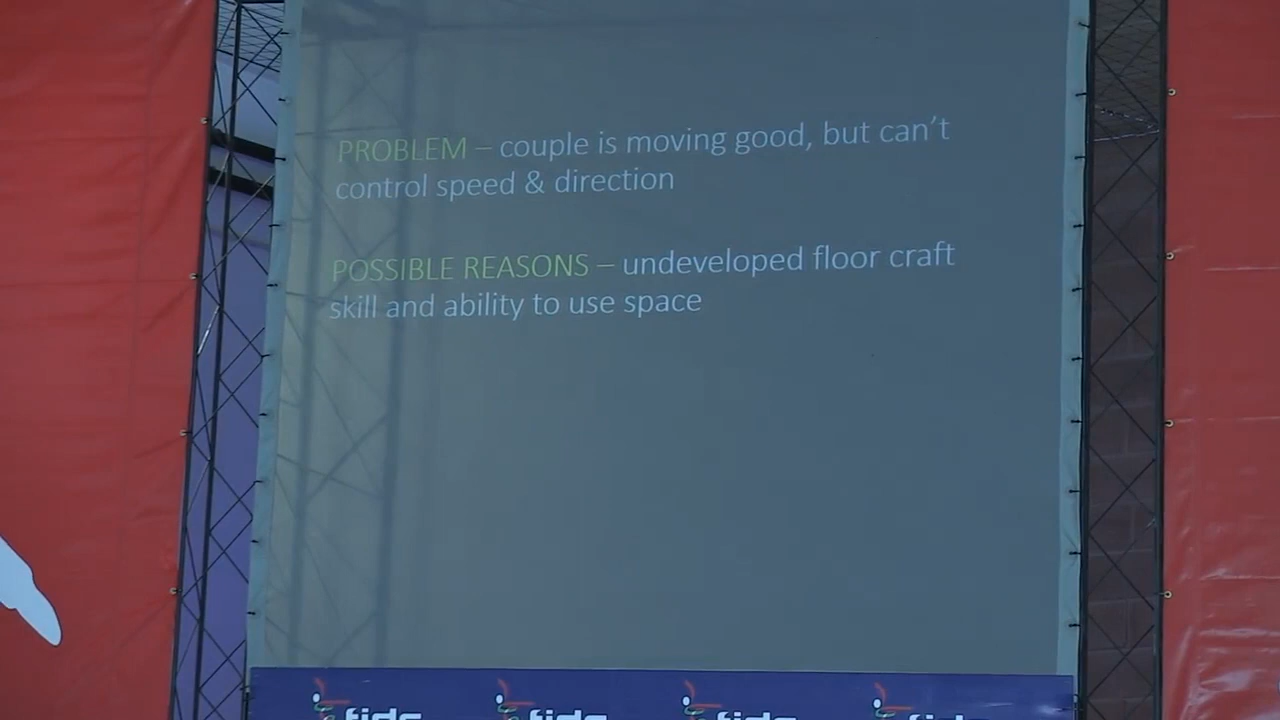 PROBLEM – couple is moving good, but can't
control speed & direction
POSSIBLE REASONS – undeveloped floor craft
skill and ability to use space